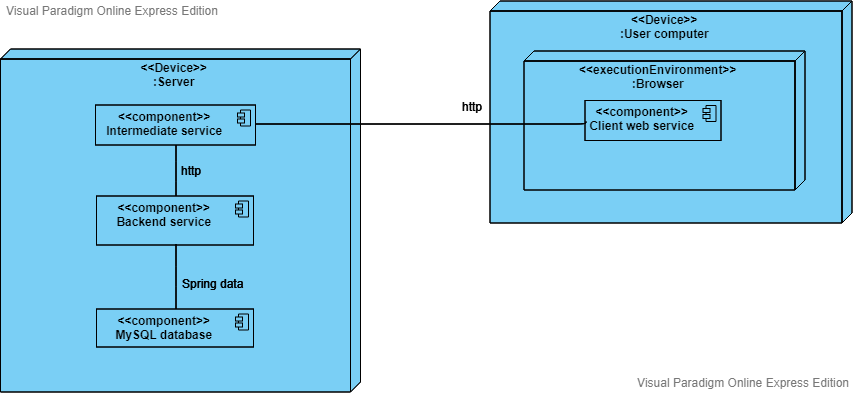 Visual Paradigm Online Express Edition
<<Device>>
:Server
<<component>>
Intermediate service
http
<<component>>
Backend service
Spring data
<<component>>
MySQL database
http
<<Device>>
:User computer
<<executionEnvironment>>
:Browser
<<component>>
Client web service
Visual Paradigm Online Express Edition